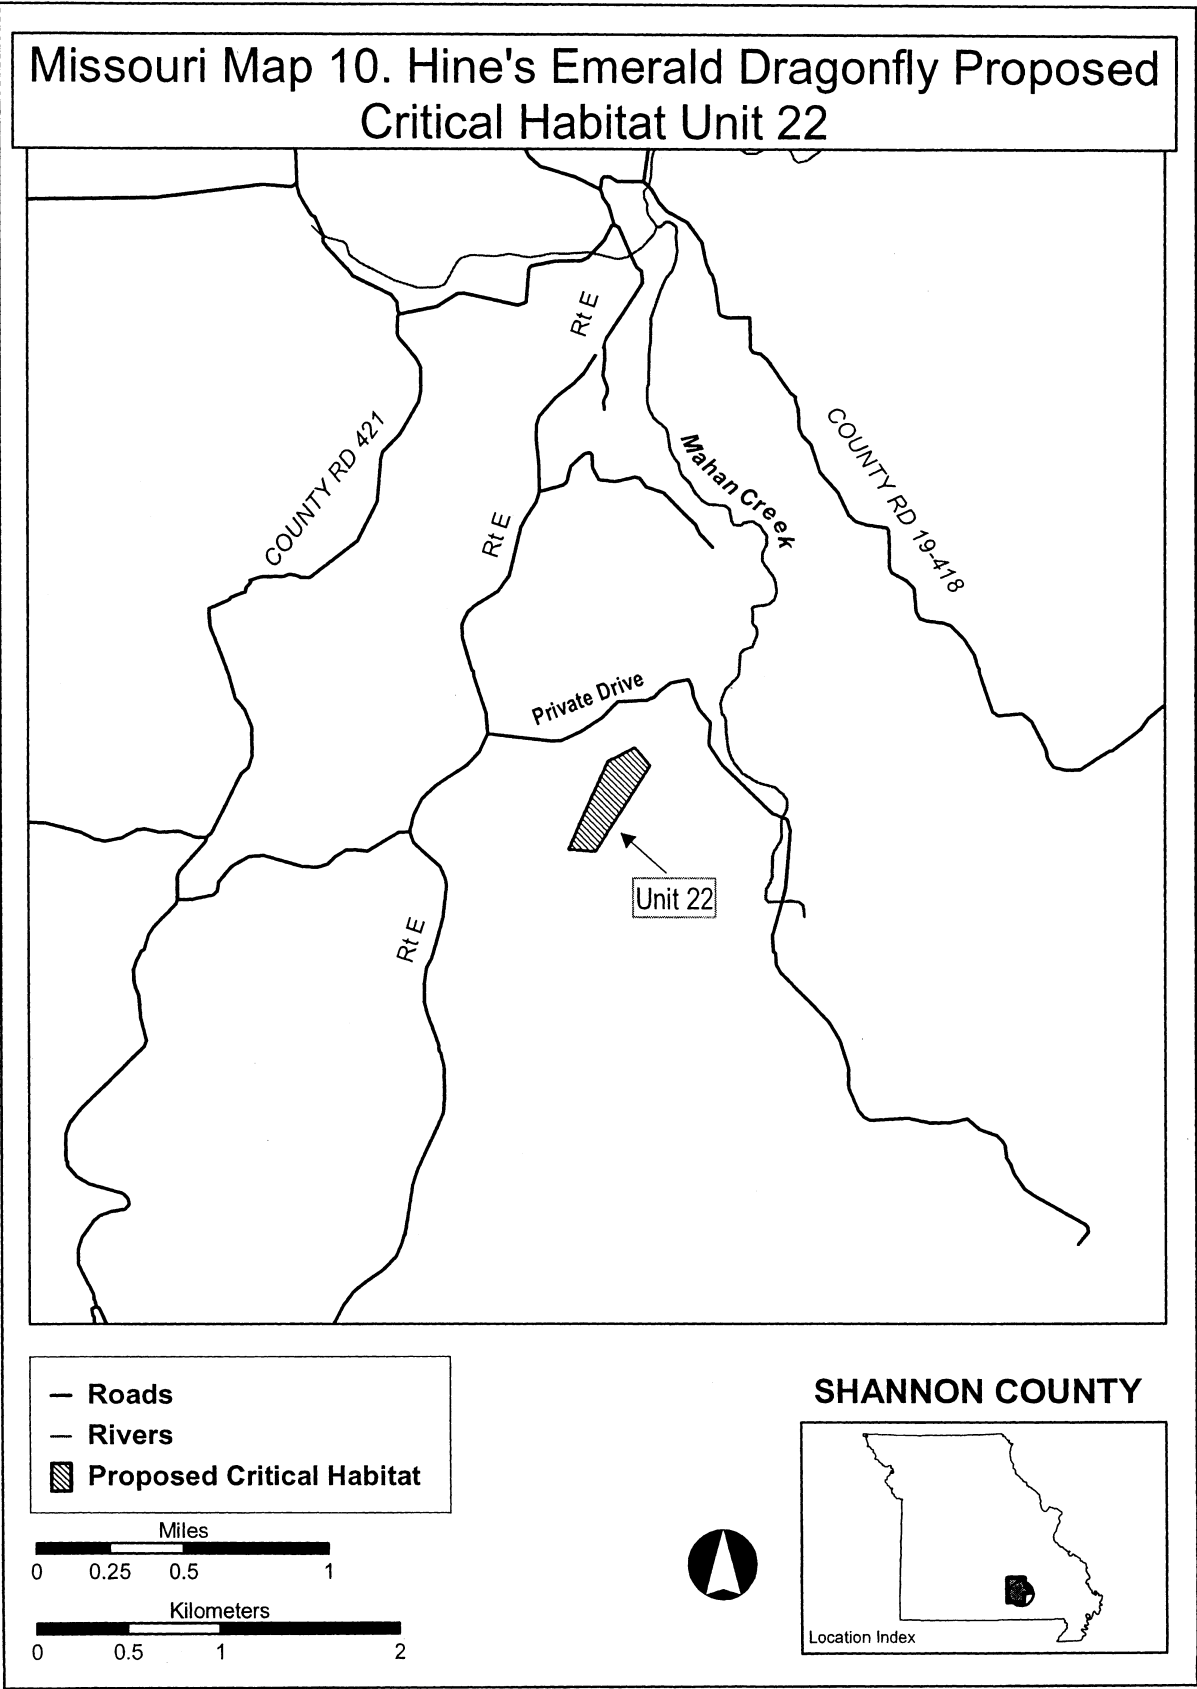 Missouri Map 10. Hine's Emerald Dragonfly Proposed
Critical Habitat Unit 22
Rt E
COUNTY RD 421
Mahan Creek
COUNTY RD 19-418
Rt E
Private Drive
Unit 22
Rt E
Roads
Rivers
Proposed Critical Habitat
Miles
0 0.25 0.5 1
Kilometers
0 0.5 1 2
SHANNON COUNTY
Location Index